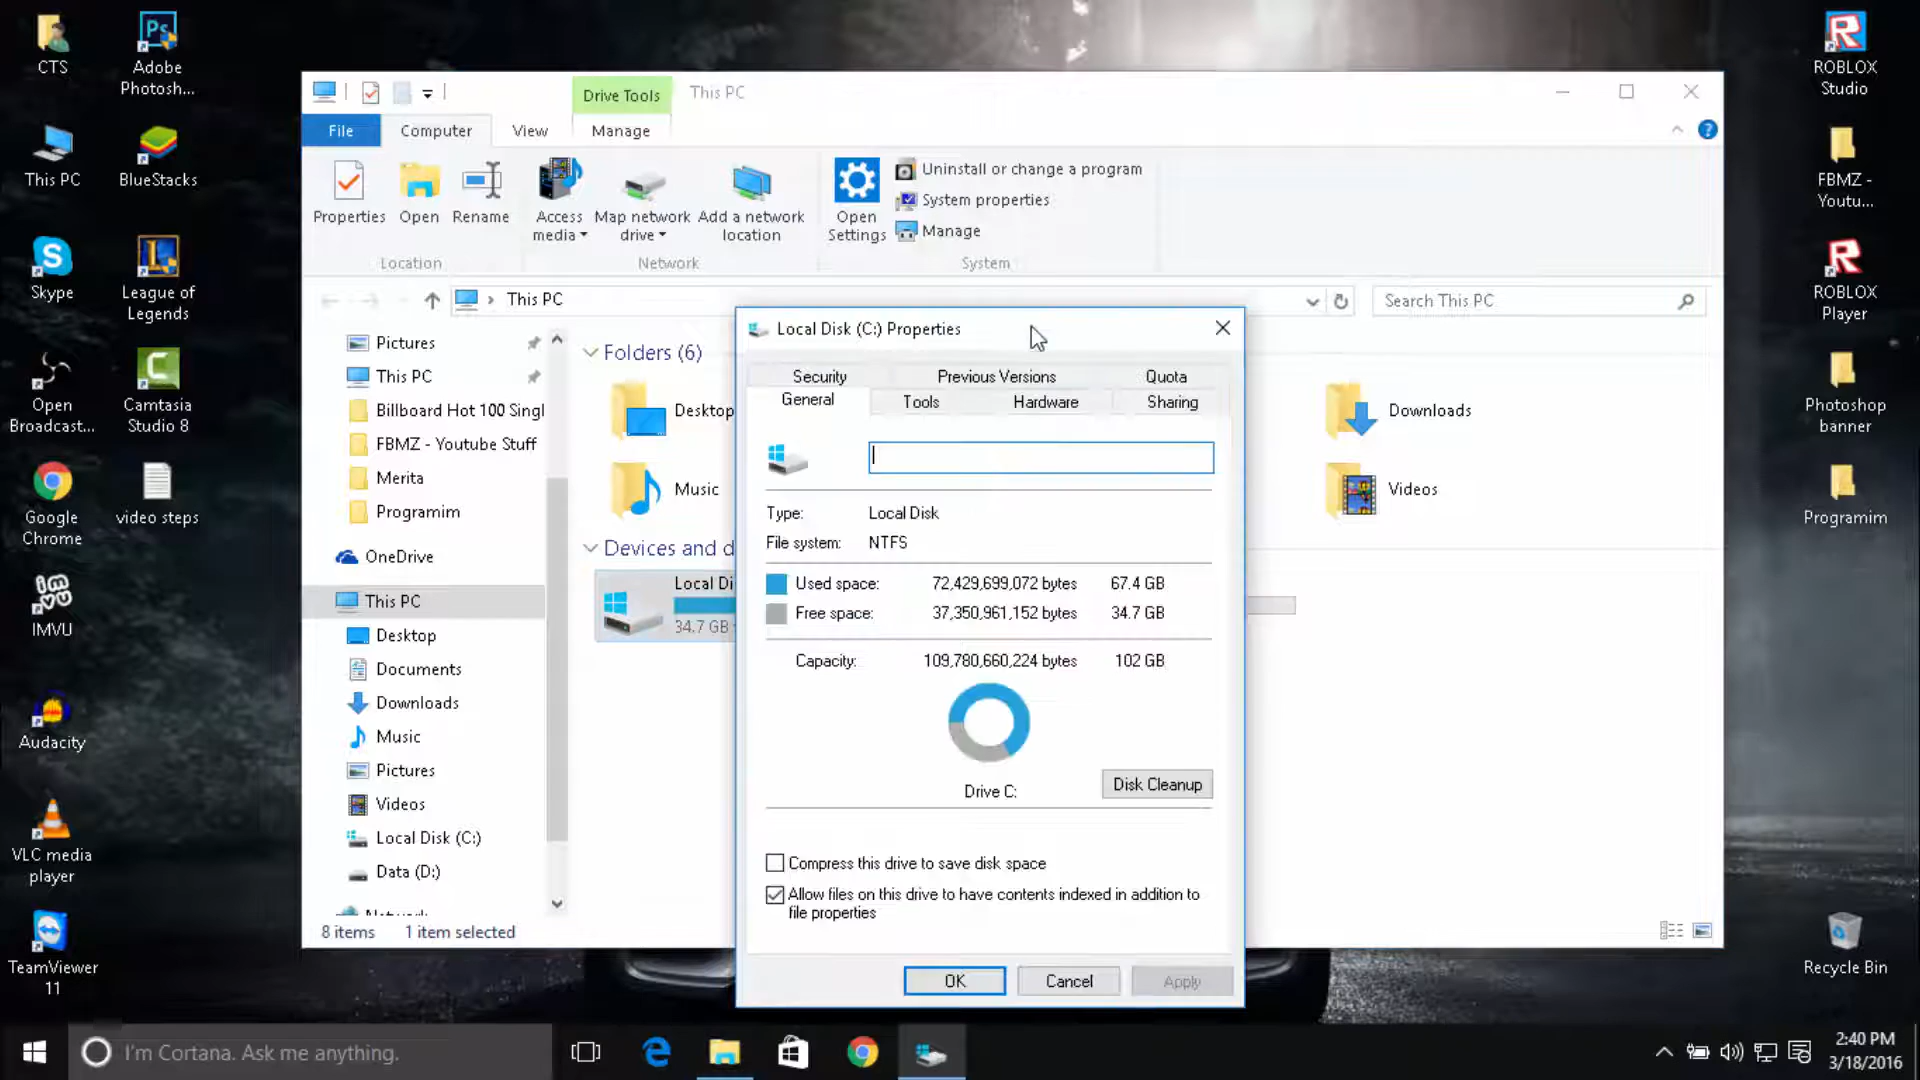 CTS
Adobe
Photosh...
This PC
BlueStacks
Skype
League of
Legends
Open
Broadcast...
Camtasia
Studio 8
Google
Chrome
video steps
IMVU
Audacity
VLC media
player
TeamViewer
11
Drive Tools
This PC
File
Computer
View
Manage
Properties
Open
Rename
Access
media
Map network
drive
Add a network
location
Open
Settings
Uninstall or change a program
System properties
Manage
Location
Network
System
This PC
Search This PC
Pictures
This PC
Billboard Hot 100 Singl
FBMZ - Youtube Stuff
Merita
Programim
OneDrive
This PC
Desktop
Documents
Downloads
Music
Pictures
Videos
Local Disk (C:)
Data (D:)
Network
8 items 1 item selected
Folders (6)
Desktop
Downloads
Music
Videos
Devices and d
Local Di
34.7 GB
Local Disk (C:) Properties
Security
Previous Versions
Quota
General
Tools
Hardware
Sharing
Type: Local Disk
File system: NTFS
Used space: 72,429,699,072 bytes 67.4 GB
Free space: 37,350,961,152 bytes 34.7 GB
Capacity: 109,780,660,224 bytes 102 GB
Drive C:
Disk Cleanup
Compress this drive to save disk space
Allow files on this drive to have contents indexed in addition to
file properties
OK
Cancel
Apply
ROBLOX
Studio
FBMZ -
Youtu...
ROBLOX
Player
Photoshop
banner
Programim
Recycle Bin
I'm Cortana. Ask me anything.
2:40 PM
3/18/2016